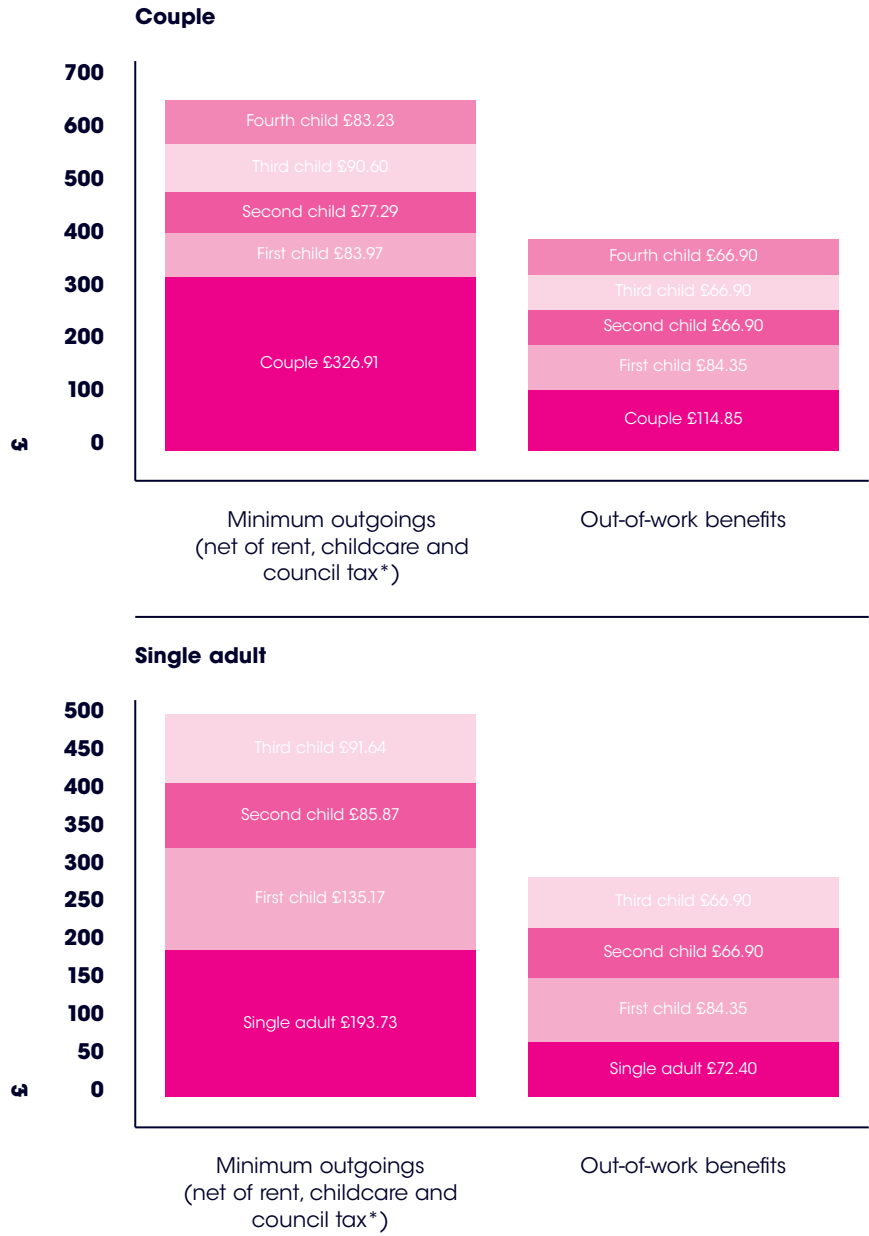 Couple
700
600
500
400
300
200
100
0
£
Fourth child £83.23
Third child £90.60
Second child £77.29
First child £83.97
Couple £326.91
Fourth child £66.90
Third child £66.90
Second child £66.90
First child £84.35
Couple £114.85
Minimum outgoings
(net of rent, childcare and
council tax*)
Out-of-work benefits
Single adult
500
450
400
350
300
250
200
150
100
50
0
£
Third child £91.64
Second child £85.87
First child £135.17
Single adult £193.73
Third child £66.90
Second child £66.90
First child £84.35
Single adult £72.40
Minimum outgoings
(net of rent, childcare and
council tax*)
Out-of-work benefits